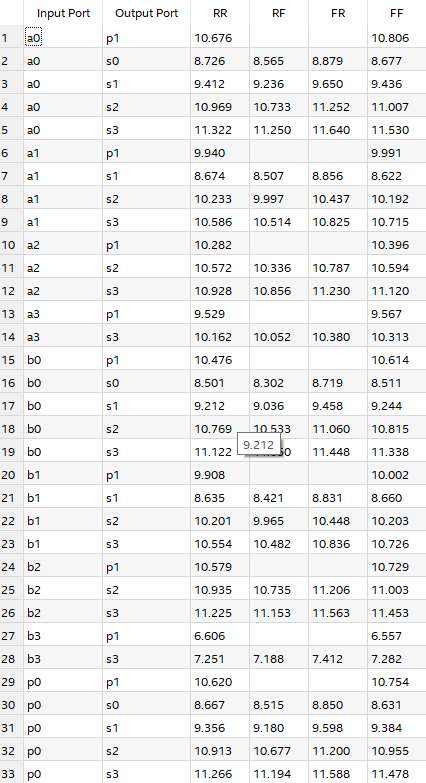 Input Port Output Port RR RF FR FF
1 a0 p1 10.676 10.806
2 a0 s0 8.726 8.565 8.879 8.677
3 a0 s1 9.412 9.236 9.650 9.436
4 a0 s2 10.969 10.733 11.252 11.007
5 a0 s3 11.322 11.250 11.640 11.530
6 a1 p1 9.940 9.991
7 a1 s1 8.674 8.507 8.856 8.622
8 a1 s2 10.233 9.997 10.437 10.192
9 a1 s3 10.586 10.514 10.825 10.715
10 a2 p1 10.282 10.396
11 a2 s2 10.572 10.336 10.787 10.594
12 a2 s3 10.928 10.856 11.230 11.120
13 a3 p1 9.529 9.567
14 a3 s3 10.162 10.052 10.380 10.313
15 b0 p1 10.476 10.614
16 b0 s0 8.501 8.302 8.719 8.511
17 b0 s1 9.212 9.036 9.458 9.244
18 b0 s2 10.769 10.533 11.060 10.815
9.212
19 b0 s3 11.122 11.448 11.338
20 b1 p1 9.908 10.002
21 b1 s1 8.635 8.421 8.831 8.660
22 b1 s2 10.201 9.965 10.448 10.203
23 b1 s3 10.554 10.482 10.836 10.726
24 b2 p1 10.579 10.729
25 b2 s2 10.935 10.735 11.206 11.003
26 b2 s3 11.225 11.153 11.563 11.453
27 b3 p1 6.606 6.557
28 b3 s3 7.251 7.188 7.412 7.282
29 p0 p1 10.620 10.754
30 p0 s0 8.667 8.515 8.850 8.631
31 p0 s1 9.356 9.180 9.598 9.384
32 p0 s2 10.913 10.677 11.200 10.955
33 p0 s3 11.266 11.194 11.588 11.478